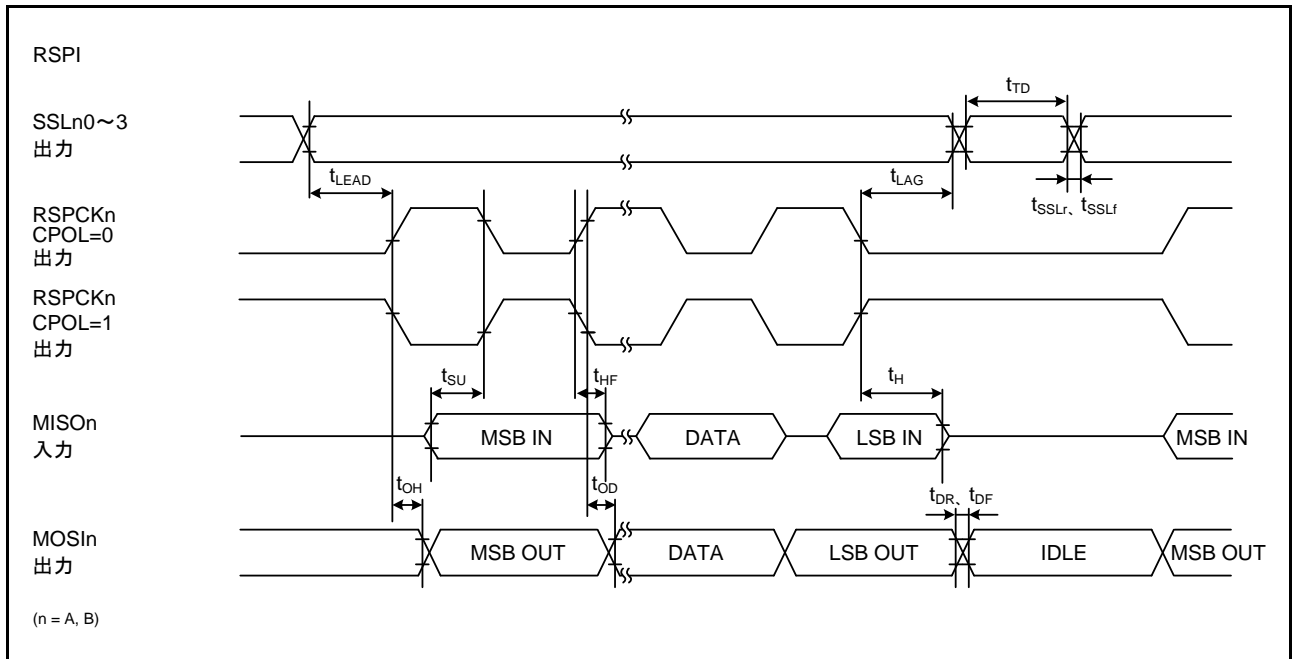 RSPI
tTD
SSLn0～3
出力
tLEAD
tLAG
tSSLr、tSSLf
RSPCKn
CPOL=0
出力
RSPCKn
CPOL=1
出力
tSU
tHF
tH
MISOn
入力
MSB IN
DATA
LSB IN
MSB IN
tOH
tOD
tDR、tDF
MOSIn
出力
MSB OUT
DATA
LSB OUT
IDLE
MSB OUT
(n = A, B)